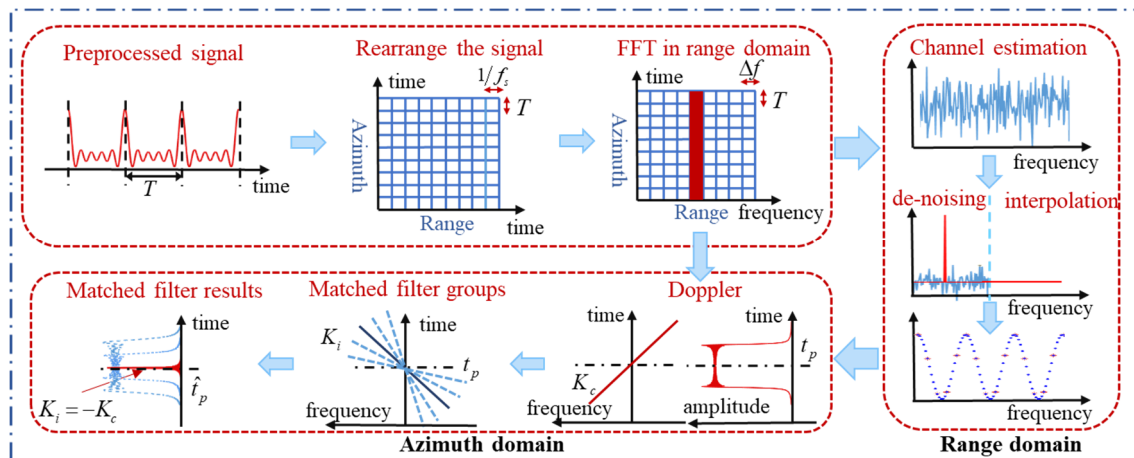 Preprocessed signal
time
T
Rearrange the signal
time
1/f_s
T
Azimuth
Range
time
FFT in range domain
time
Δf
T
Azimuth
Range
frequency
Channel estimation
frequency
de-noising
interpolation
frequency
frequency
Range domain
Matched filter results
time
t̂_p
K_i = −K_c
Matched filter groups
time
K_i
t_p
frequency
Doppler
time
K_c
frequency
time
t_p
amplitude
Azimuth domain